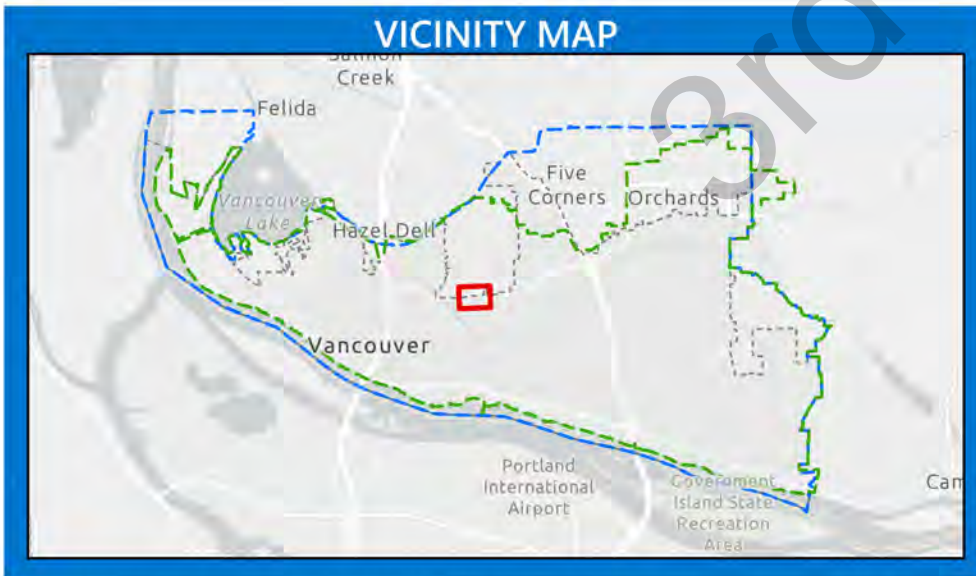 VICINITY MAP
Salmon
Creek
Felida
Five
Corners
Orchards
Vancouver
Lake
Hazel Dell
Vancouver
Portland
International
Airport
Government
Island State
Recreation
Area
Cam
3rd